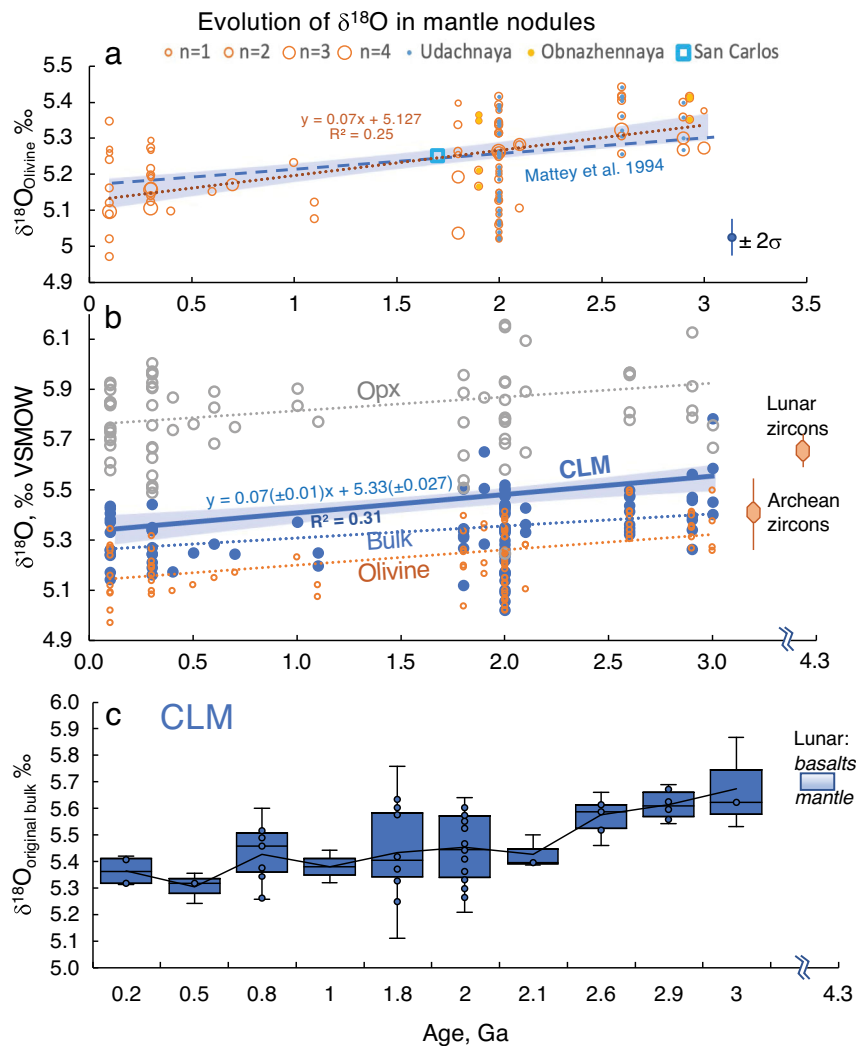 Evolution of δ¹⁸O in mantle nodules
a
n=1 n=2 n=3 n=4 Udachnaya Obnazhennaya San Carlos
δ¹⁸O Olivine ‰
5.5
5.4
5.3
5.2
5.1
5
4.9
y = 0.07x + 5.127
R² = 0.25
Mattey et al. 1994
± 2σ
0 0.5 1 1.5 2 2.5 3 3.5
b
δ¹⁸O, ‰ VSMOW
6.1
5.9
5.7
5.5
5.3
5.1
4.9
Opx
CLM
y = 0.07(±0.01)x + 5.33(±0.027)
R² = 0.31
Bulk
Olivine
Lunar
zircons
Archean
zircons
0.0 0.5 1.0 1.5 2.0 2.5 3.0 4.3
c
CLM
δ¹⁸O original bulk ‰
6.0
5.9
5.8
5.7
5.6
5.5
5.4
5.3
5.2
5.1
5.0
Lunar:
basalts
mantle
0.2 0.5 0.8 1 1.8 2 2.1 2.6 2.9 3 4.3
Age, Ga